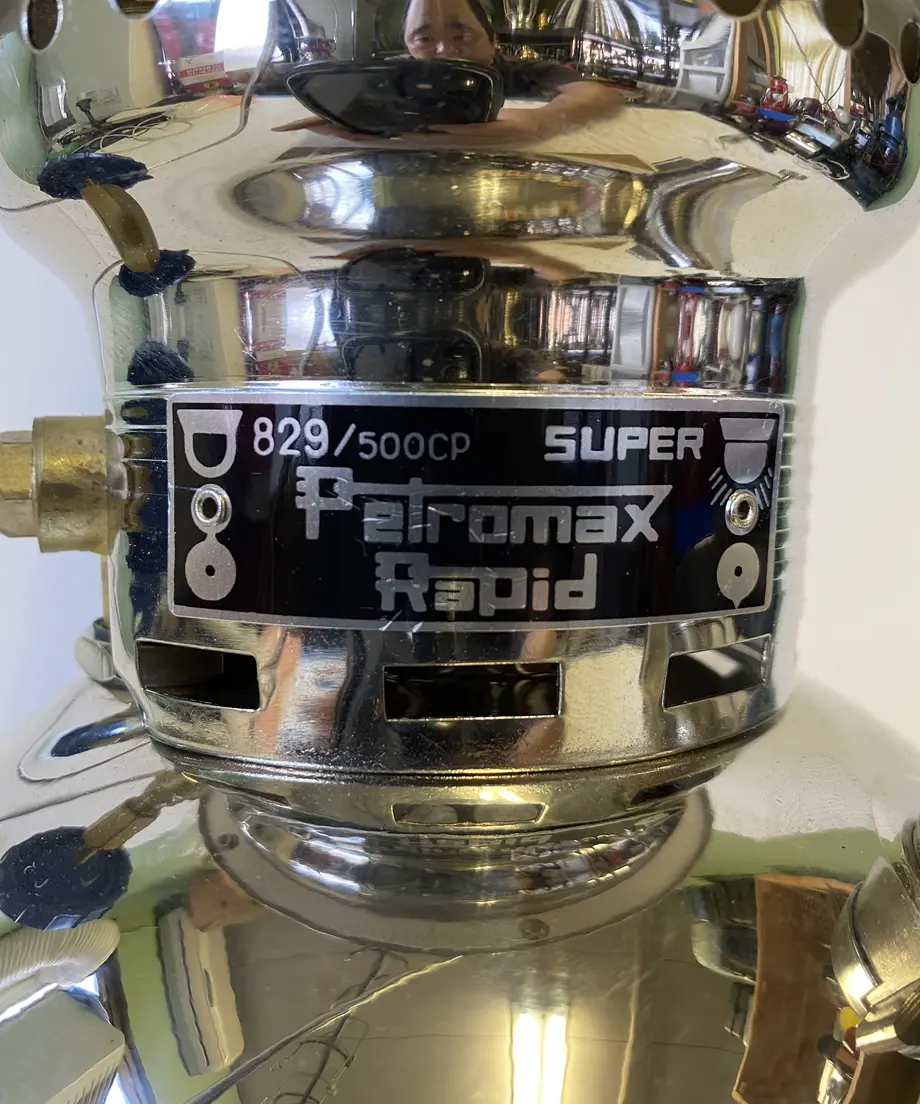 829/500CP SUPER
Petromax
Rapid